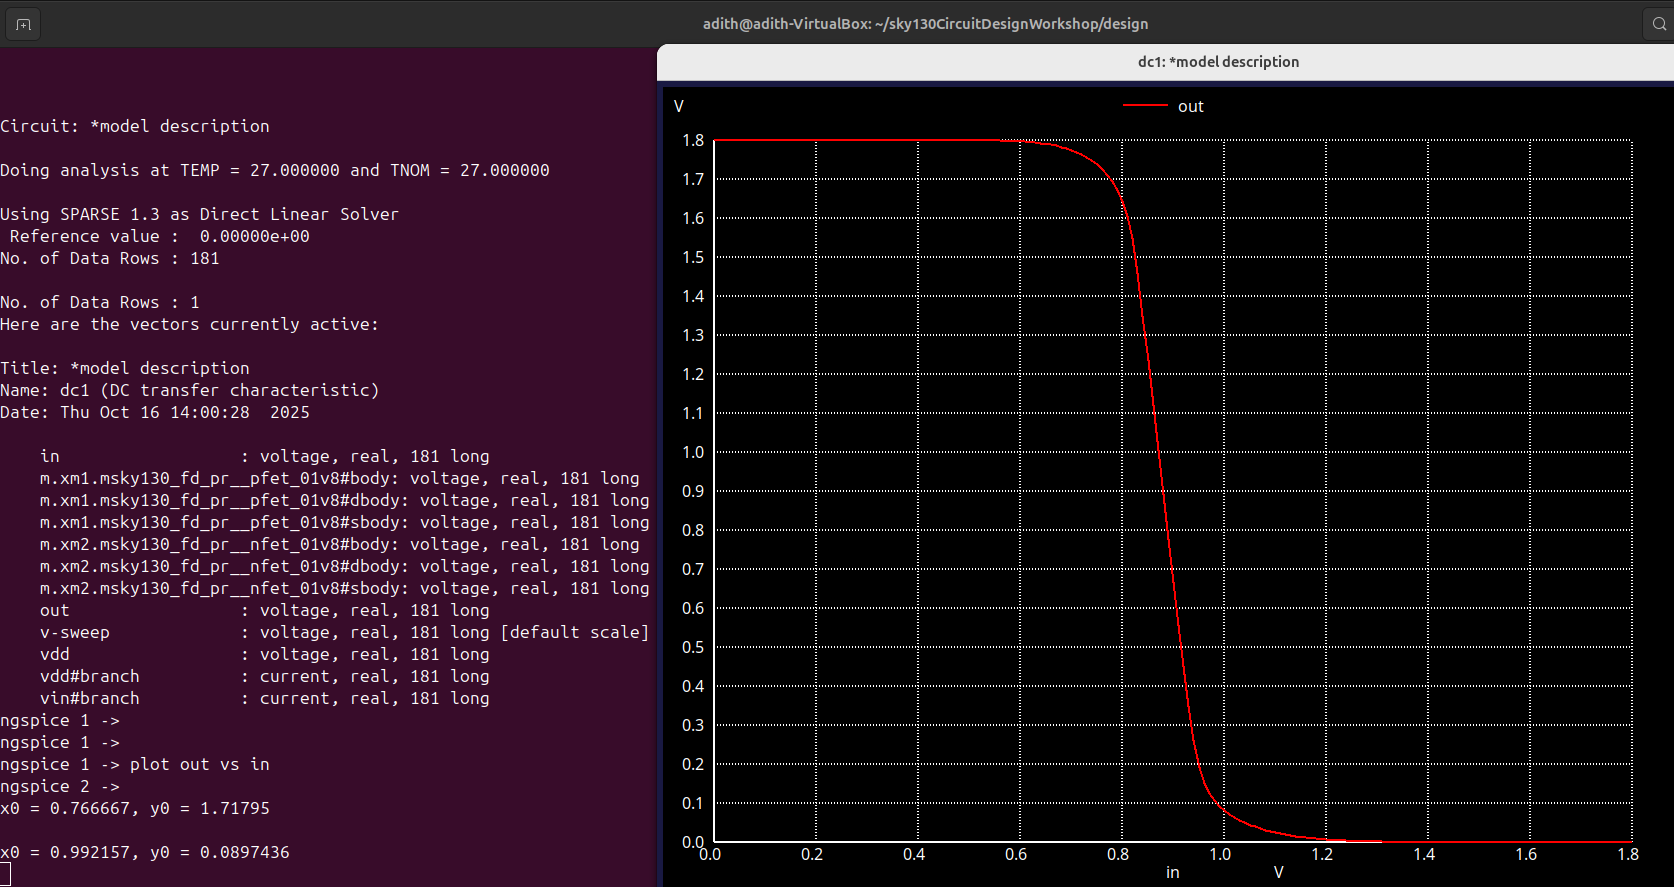 adith@adith-VirtualBox: ~/sky130CircuitDesignWorkshop/design
Circuit: *model description
Doing analysis at TEMP = 27.000000 and TNOM = 27.000000
Using SPARSE 1.3 as Direct Linear Solver
Reference value :  0.00000e+00
No. of Data Rows : 181
No. of Data Rows : 1
Here are the vectors currently active:
Title: *model description
Name: dc1 (DC transfer characteristic)
Date: Thu Oct 16 14:00:28  2025
in : voltage, real, 181 long
m.xm1.msky130_fd_pr__pfet_01v8#body: voltage, real, 181 long
m.xm1.msky130_fd_pr__pfet_01v8#dbody: voltage, real, 181 long
m.xm1.msky130_fd_pr__pfet_01v8#sbody: voltage, real, 181 long
m.xm2.msky130_fd_pr__nfet_01v8#body: voltage, real, 181 long
m.xm2.msky130_fd_pr__nfet_01v8#dbody: voltage, real, 181 long
m.xm2.msky130_fd_pr__nfet_01v8#sbody: voltage, real, 181 long
out : voltage, real, 181 long
v-sweep : voltage, real, 181 long [default scale]
vdd : voltage, real, 181 long
vdd#branch : current, real, 181 long
vin#branch : current, real, 181 long
ngspice 1 ->
ngspice 1 ->
ngspice 1 -> plot out vs in
ngspice 2 ->
x0 = 0.766667, y0 = 1.71795
x0 = 0.992157, y0 = 0.0897436
dc1: *model description
V
out
1.8
1.7
1.6
1.5
1.4
1.3
1.2
1.1
1.0
0.9
0.8
0.7
0.6
0.5
0.4
0.3
0.2
0.1
0.0
0.0 0.2 0.4 0.6 0.8 1.0 1.2 1.4 1.6 1.8
in V